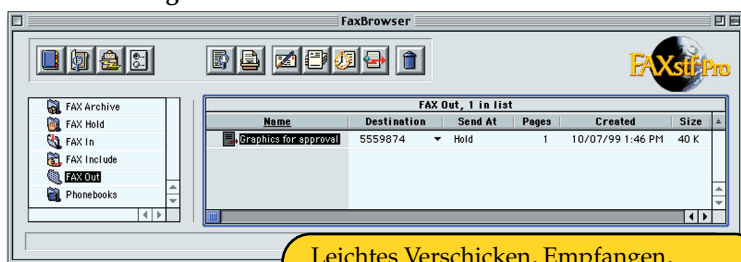 FaxBrowser
FAXstf Pro
FAX Archive
FAX Hold
FAX In
FAX Include
FAX Out
Phonebooks
FAX Out, 1 in list
Name Destination Send At Pages Created Size
Graphics for approval 5559874 Hold 1 10/07/99 1:46 PM 40 K
Leichtes Verschicken, Empfangen,